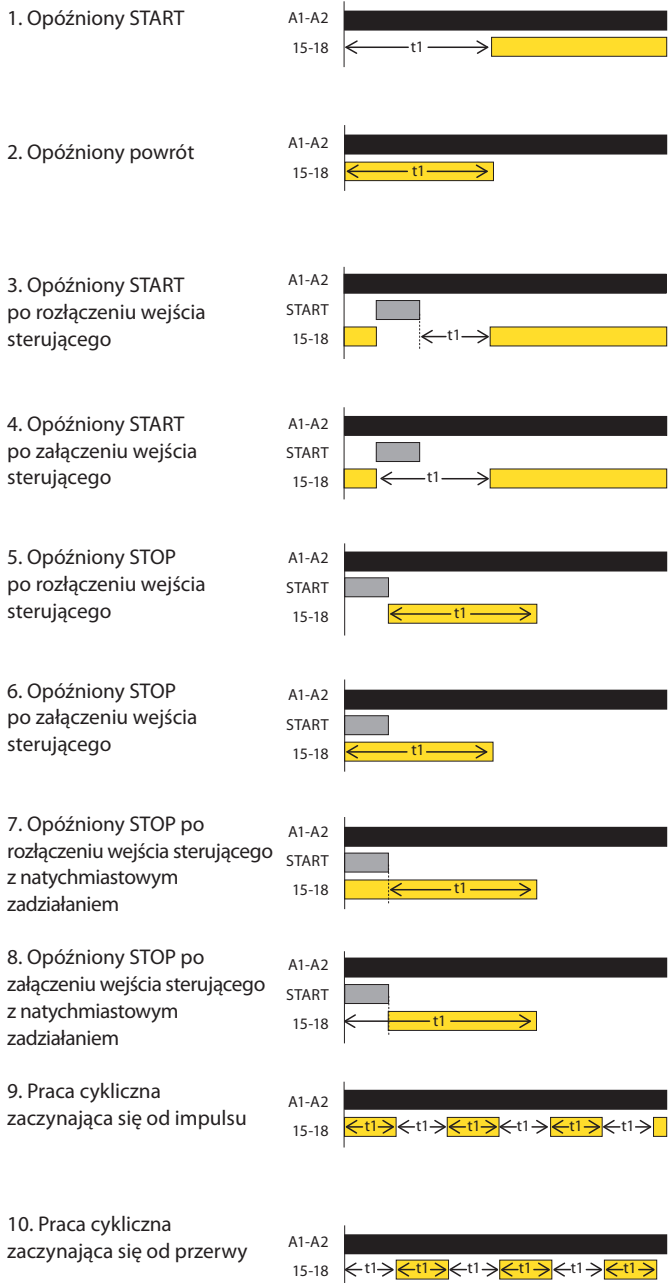 1. Opóźniony START
A1-A2
15-18
t1
2. Opóźniony powrót
A1-A2
15-18
t1
3. Opóźniony START
po rozłączeniu wejścia
sterującego
A1-A2
START
15-18
t1
4. Opóźniony START
po załączeniu wejścia
sterującego
A1-A2
START
15-18
t1
5. Opóźniony STOP
po rozłączeniu wejścia
sterującego
A1-A2
START
15-18
t1
6. Opóźniony STOP
po załączeniu wejścia
sterującego
A1-A2
START
15-18
t1
7. Opóźniony STOP po
rozłączeniu wejścia sterującego
z natychmiastowym
zadziałaniem
A1-A2
START
15-18
t1
8. Opóźniony STOP po
załączeniu wejścia sterującego
z natychmiastowym
zadziałaniem
A1-A2
START
15-18
t1
9. Praca cykliczna
zaczynająca się od impulsu
A1-A2
15-18
t1 t1 t1 t1 t1 t1
10. Praca cykliczna
zaczynająca się od przerwy
A1-A2
15-18
t1 t1 t1 t1 t1 t1